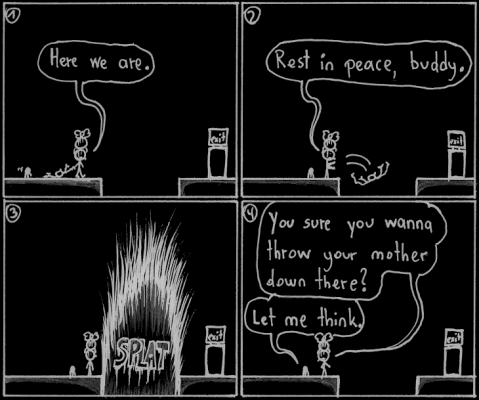 1
Here we are.
exit
2
Rest in peace, buddy.
exit
3
SPLAT
exit
4
You sure you wanna
throw your mother
down there?
Let me think.
exit